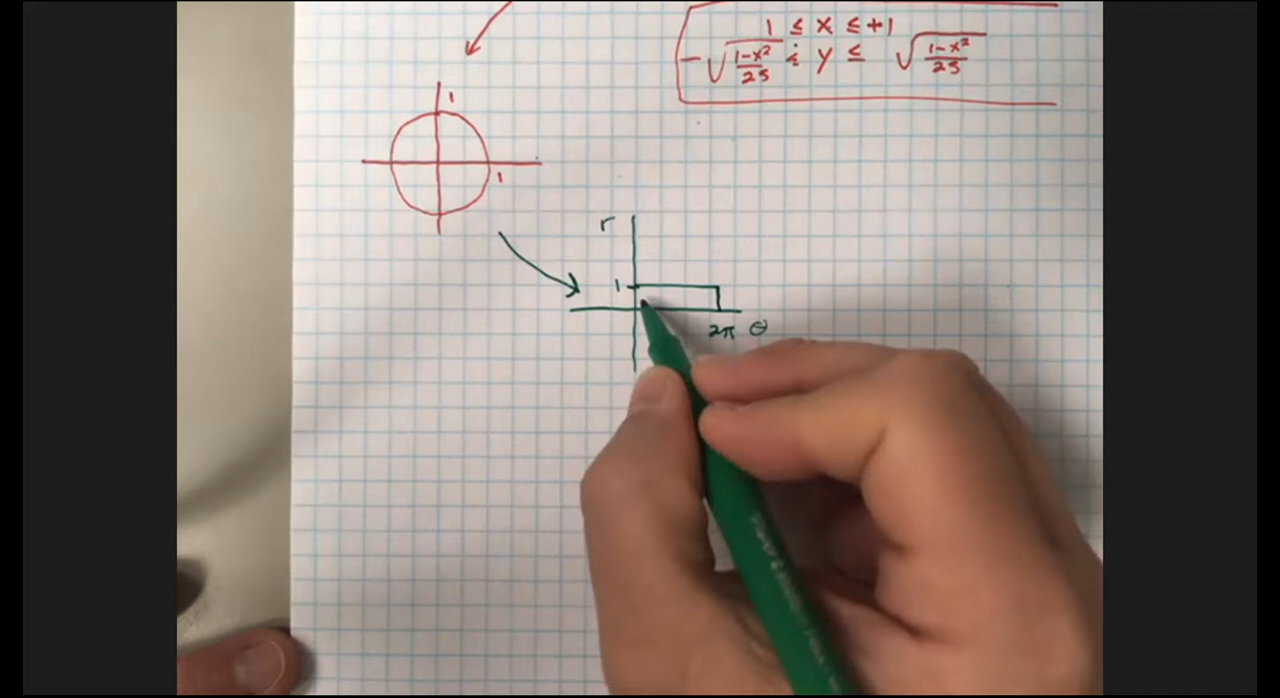 1 ≤ x ≤ +1
-√((1-x²)/25) ≤ y ≤ √((1-x²)/25)
1
1
r
1
2π θ